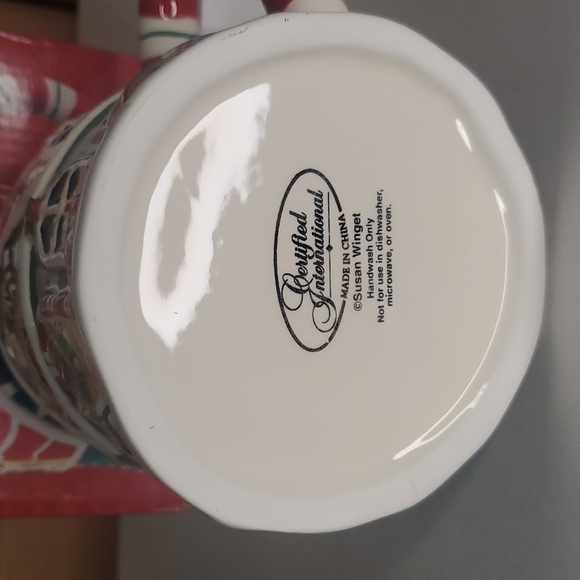 Certified
International
MADE IN CHINA
©Susan Winget
Handwash Only
Not for use in dishwasher,
microwave, or oven.